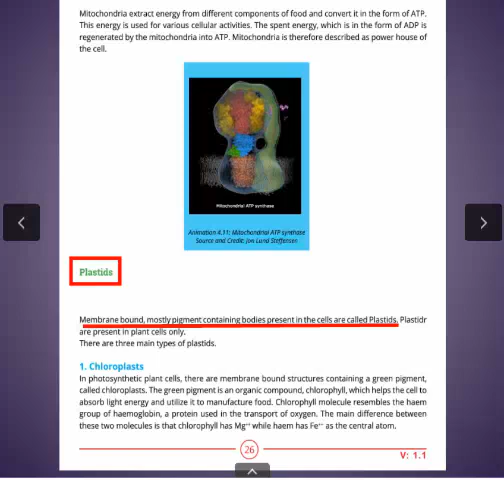 Mitochondria extract energy from different components of food and convert it in the form of ATP.
This energy is used for various cellular activities. The spent energy, which is in the form of ADP is
regenerated by the mitochondria into ATP. Mitochondria is therefore described as power house of
the cell.
Mitochondrial ATP synthase
Animation 4.11: Mitochondrial ATP synthase
Source and Credit: Jon Lund Steffensen
Plastids
Membrane bound, mostly pigment containing bodies present in the cells are called Plastids. Plastidr
are present in plant cells only.
There are three main types of plastids.
1. Chloroplasts
In photosynthetic plant cells, there are membrane bound structures containing a green pigment,
called chloroplasts. The green pigment is an organic compound, chlorophyll, which helps the cell to
absorb light energy and utilize it to manufacture food. Chlorophyll molecule resembles the haem
group of haemoglobin, a protein used in the transport of oxygen. The main difference between
these two molecules is that chlorophyll has Mg⁺⁺ while haem has Fe⁺⁺ as the central atom.
26
V: 1.1